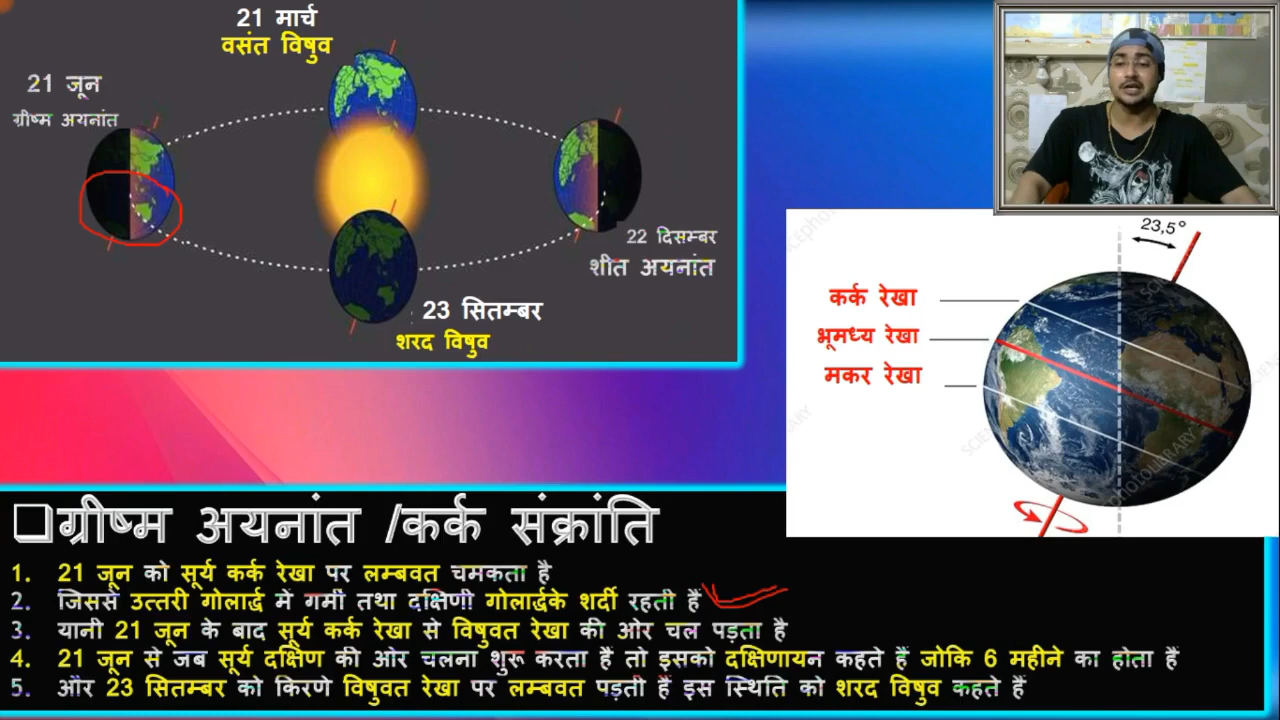 21 मार्च
वसंत विषुव
21 जून
ग्रीष्म अयनांत
22 दिसम्बर
शीत अयनांत
23 सितम्बर
शरद विषुव
23,5°
कर्क रेखा
भूमध्य रेखा
मकर रेखा
ग्रीष्म अयनांत /कर्क संक्रांति
1. 21 जून को सूर्य कर्क रेखा पर लम्बवत चमकता है
2. जिससे उत्तरी गोलार्द्ध में गर्मी तथा दक्षिणी गोलार्द्धके शर्दी रहती हैं
3. यानी 21 जून के बाद सूर्य कर्क रेखा से विषुवत रेखा की ओर चल पड़ता है
4. 21 जून से जब सूर्य दक्षिण की ओर चलना शुरू करता हैं तो इसको दक्षिणायन कहते हैं जोकि 6 महीने का होता हैं
5. और 23 सितम्बर को किरणे विषुवत रेखा पर लम्बवत पड़ती हैं इस स्थिति को शरद विषुव कहते हैं